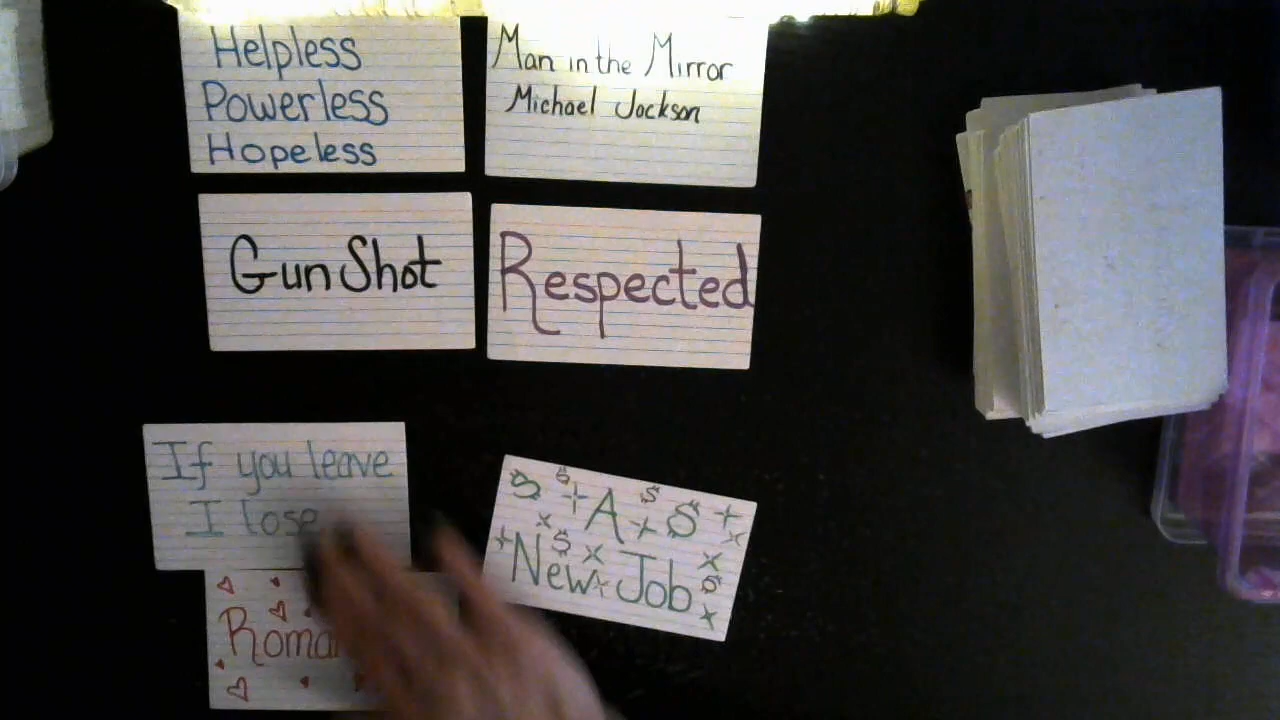 Helpless
Powerless
Hopeless
Man in the Mirror
Michael Jackson
Gun Shot
Respected
If you leave
I lose
$ + A + $ +
New Job